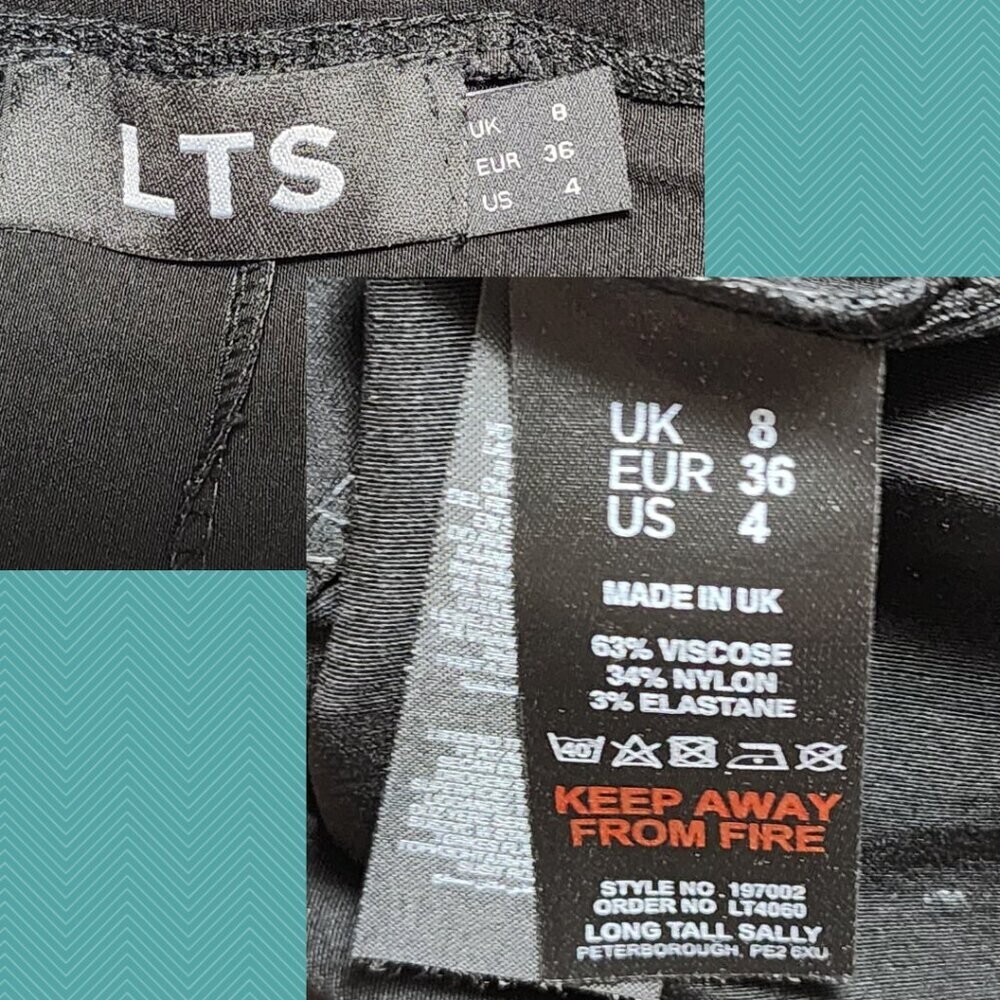 LTS
UK 8
EUR 36
US 4
UK 8
EUR 36
US 4
MADE IN UK
63% VISCOSE
34% NYLON
3% ELASTANE
40
KEEP AWAY
FROM FIRE
STYLE NO 197002
ORDER NO LT4060
LONG TALL SALLY
PETERBOROUGH, PE2 6XU